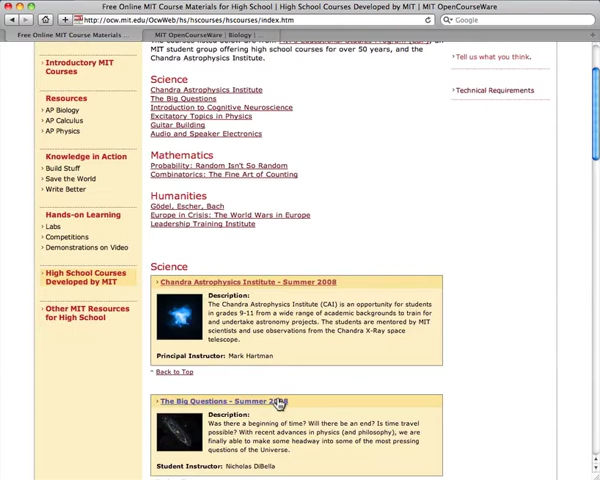 Free Online MIT Course Materials for High School | High School Courses Developed by MIT | MIT OpenCourseWare
http://ocw.mit.edu/OcwWeb/hs/hscourses/hscourses/index.htm
Google
Free Online MIT Course Materials ...
MIT OpenCourseWare | Biology | ...
MIT student group offering high school courses for over 50 years, and the
Chandra Astrophysics Institute.
Introductory MIT
Courses
Resources
AP Biology
AP Calculus
AP Physics
Knowledge in Action
Build Stuff
Save the World
Write Better
Hands-on Learning
Labs
Competitions
Demonstrations on Video
High School Courses
Developed by MIT
Other MIT Resources
for High School
Science
Chandra Astrophysics Institute
The Big Questions
Introduction to Cognitive Neuroscience
Excitatory Topics in Physics
Guitar Building
Audio and Speaker Electronics
Mathematics
Probability: Random Isn't So Random
Combinatorics: The Fine Art of Counting
Humanities
Gödel, Escher, Bach
Europe in Crisis: The World Wars in Europe
Leadership Training Institute
Science
Chandra Astrophysics Institute - Summer 2008
Description:
The Chandra Astrophysics Institute (CAI) is an opportunity for students
in grades 9-11 from a wide range of academic backgrounds to train for
and undertake astronomy projects. The students are mentored by MIT
scientists and use observations from the Chandra X-Ray space
telescope.
Principal Instructor: Mark Hartman
^ Back to Top
The Big Questions - Summer 2008
Description:
Was there a beginning of time? Will there be an end? Is time travel
possible? With recent advances in physics (and philosophy), we are
finally able to make some headway into some of the most pressing
questions of the Universe.
Student Instructor: Nicholas DiBella
Tell us what you think.
Technical Requirements